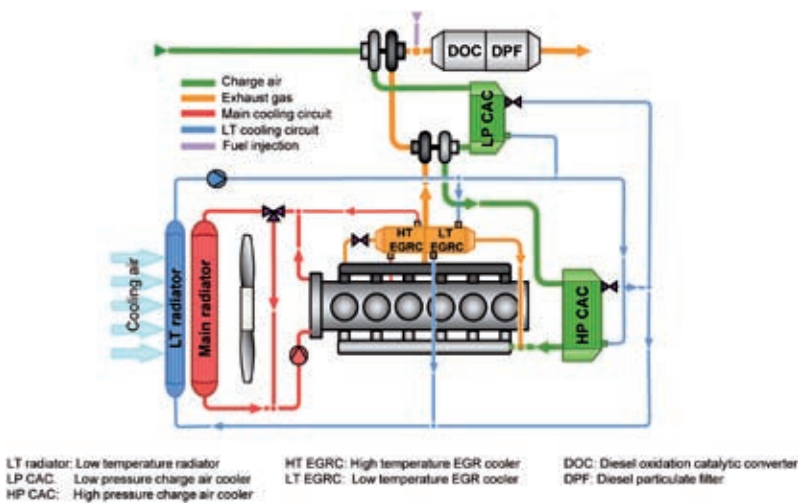 DOC DPF
Charge air
Exhaust gas
Main cooling circuit
LT cooling circuit
Fuel injection
LP CAC
HT
EGRC
LT
EGRC
Cooling air
LT radiator
Main radiator
HP CAC
LT radiator: Low temperature radiator
LP CAC. Low pressure charge air cooler
HP CAC: High pressure charge air cooler
HT EGRC: High temperature EGR cooler
LT EGRC: Low temperature EGR cooler
DOC: Diesel oxidation catalytic converter
DPF: Diesel particulate filter